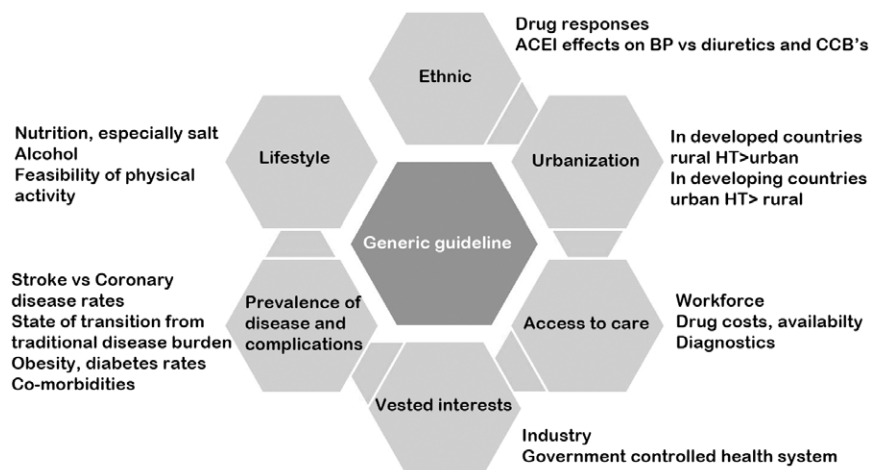 Drug responses
ACEI effects on BP vs diuretics and CCB's
Ethnic
Nutrition, especially salt
Alcohol
Feasibility of physical
activity
Lifestyle
Urbanization
In developed countries
rural HT>urban
In developing countries
urban HT> rural
Generic guideline
Stroke vs Coronary
disease rates
State of transition from
traditional disease burden
Obesity, diabetes rates
Co-morbidities
Prevalence of
disease and
complications
Access to care
Workforce
Drug costs, availabilty
Diagnostics
Vested interests
Industry
Government controlled health system